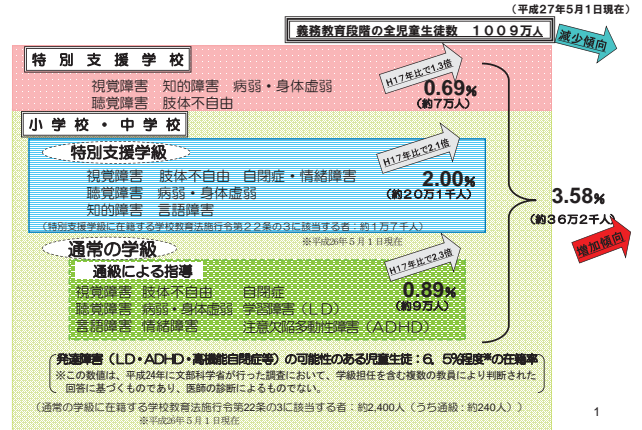 （平成27年5月1日現在）
義務教育段階の全児童生徒数　１００９万人
減少傾向
特別支援学校
H17年比で1.3倍
視覚障害　知的障害　病弱・身体虚弱
聴覚障害　肢体不自由
0.69%
（約7万人）
小学校・中学校
特別支援学級
H17年比で2.1倍
視覚障害　肢体不自由　自閉症・情緒障害
聴覚障害　病弱・身体虚弱
知的障害　言語障害
2.00%
（約20万1千人）
（特別支援学級に在籍する学校教育法施行令第２２条の３に該当する者：約１万７千人）
※平成26年５月１日現在
3.58%
（約36万2千人）
増加傾向
通常の学級
通級による指導
H17年比で2.3倍
視覚障害　肢体不自由　自閉症
聴覚障害　病弱・身体虚弱　学習障害（ＬＤ）
言語障害　情緒障害　注意欠陥多動性障害（ＡＤＨＤ）
0.89%
（約9万人）
発達障害（ＬＤ・ＡＤＨＤ・高機能自閉症等）の可能性のある児童生徒：６．５％程度※の在籍率
※この数値は、平成24年に文部科学省が行った調査において、学級担任を含む複数の教員により判断された
回答に基づくものであり、医師の診断によるものでない。
（通常の学級に在籍する学校教育法施行令第22条の3に該当する者：約2,400人（うち通級：約240人））
※平成26年５月１日現在
1